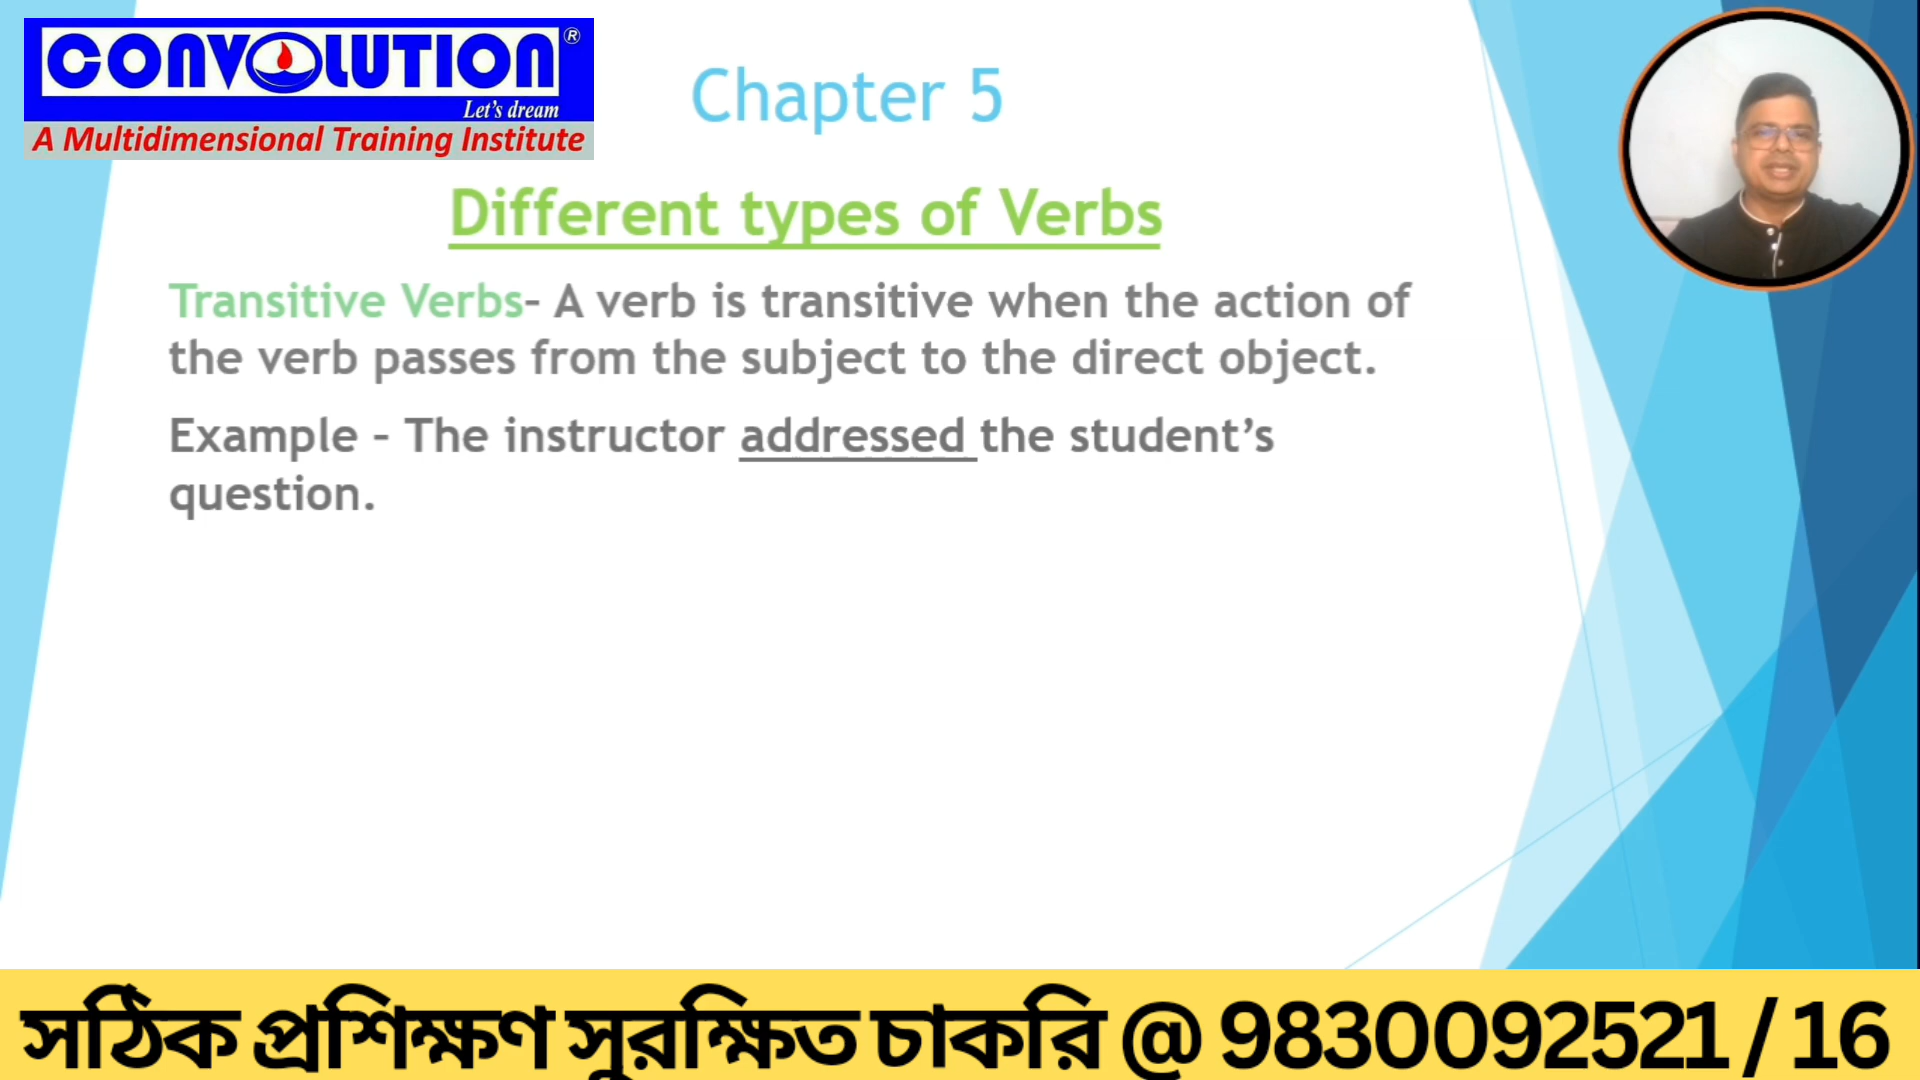 CONVOLUTION®
Let's dream
A Multidimensional Training Institute
Chapter 5
Different types of Verbs
Transitive Verbs– A verb is transitive when the action of
the verb passes from the subject to the direct object.
Example – The instructor addressed the student’s
question.
সঠিক প্রশিক্ষণ সুরক্ষিত চাকরি @ 9830092521 / 16